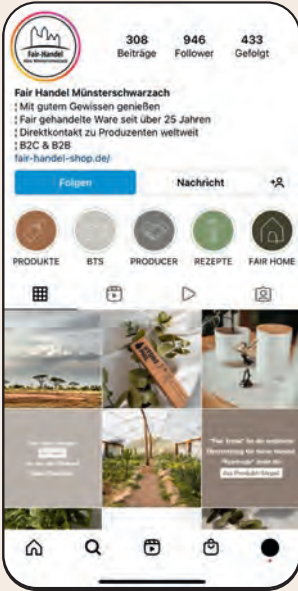 Fair-Handel
308 946 433
Beiträge Follower Gefolgt
Fair Handel Münsterschwarzach
¦ Mit gutem Gewissen genießen
¦ Fair gehandelte Ware seit über 25 Jahren
¦ Direktkontakt zu Produzenten weltweit
¦ B2C & B2B
fair-handel-shop.de/
Folgen Nachricht
PRODUKTE BTS PRODUCER REZEPTE FAIR HOME